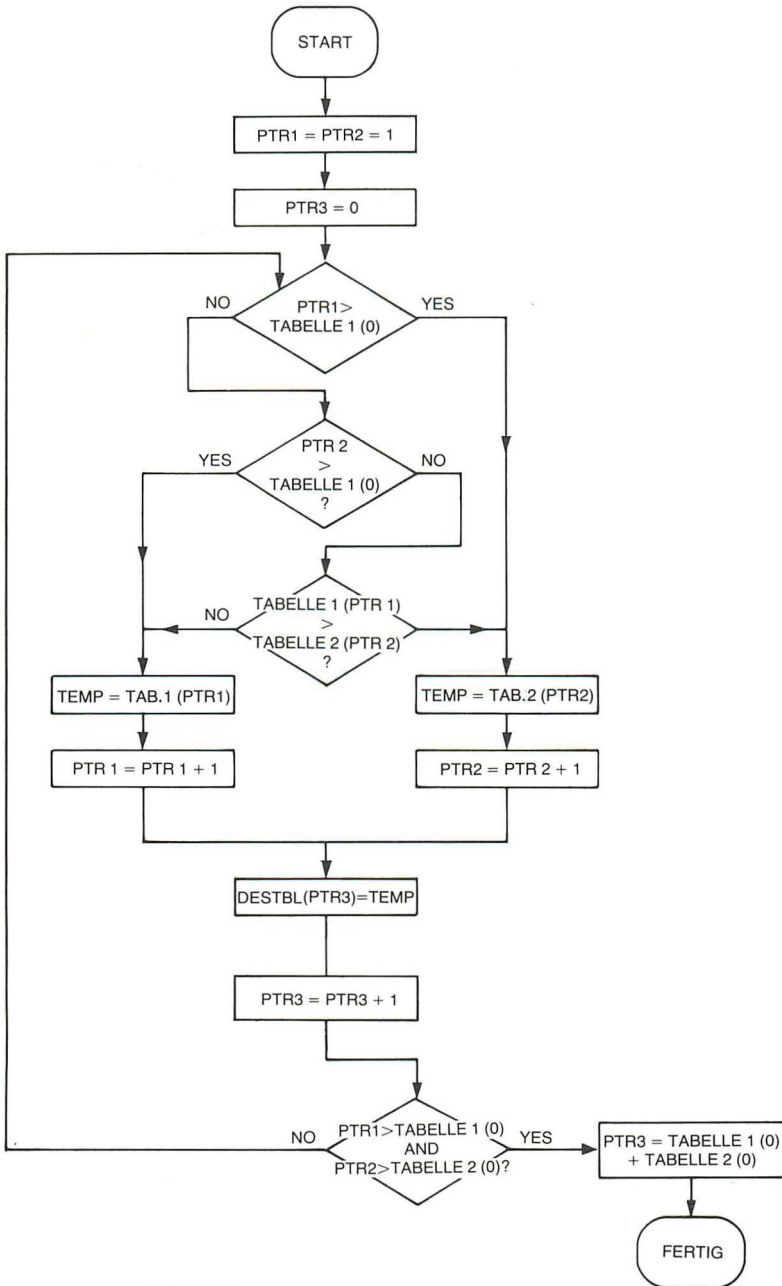 START
PTR1 = PTR2 = 1
PTR3 = 0
NO
PTR1>
TABELLE 1 (0)
YES
YES
PTR 2
>
TABELLE 1 (0)
?
NO
NO
TABELLE 1 (PTR 1)
>
TABELLE 2 (PTR 2)
?
TEMP = TAB.1 (PTR1)
TEMP = TAB.2 (PTR2)
PTR 1 = PTR 1 + 1
PTR2 = PTR 2 + 1
DESTBL(PTR3)=TEMP
PTR3 = PTR3 + 1
NO
PTR1>TABELLE 1 (0)
AND
PTR2>TABELLE 2 (0)?
YES
PTR3 = TABELLE 1 (0)
+ TABELLE 2 (0)
FERTIG